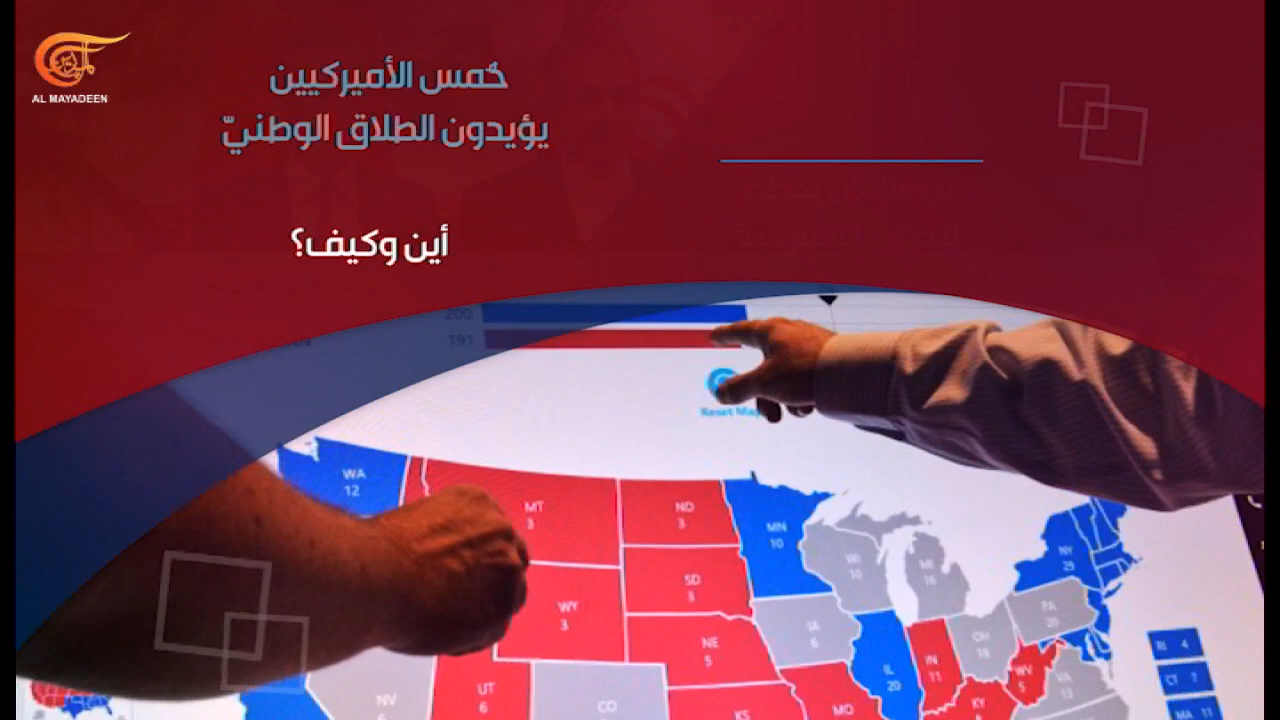 AL MAYADEEN
خُمس الأميركيين
يؤيدون الطلاق الوطنيّ
أين وكيف؟
200
191
Reset Map
WA
12
MT
3
ND
3
MN
10
WI
10
MI
16
NY
29
SD
3
WY
3
IA
6
PA
20
NE
5
OH
18
IL
20
IN
11
WV
5
VA
13
RI 4
CT 7
MA 11
NV
6
UT
6
CO
KS
MO
KY
8